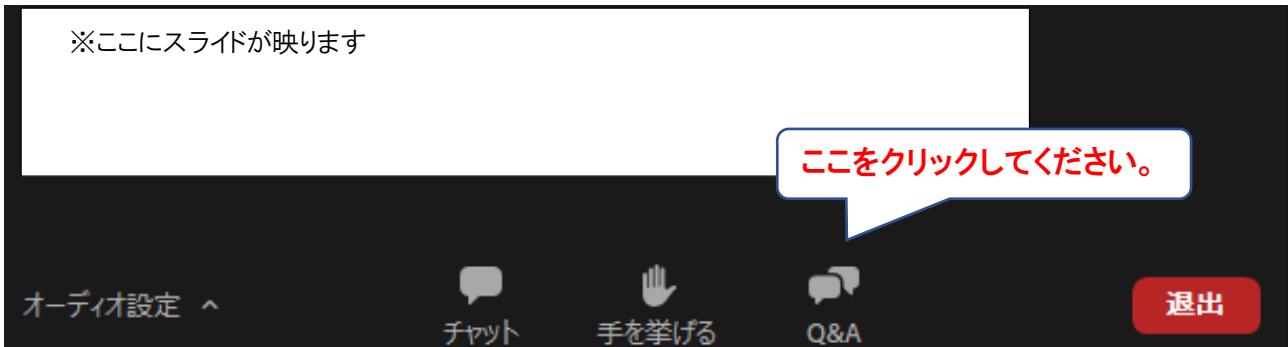 ※ここにスライドが映ります
ここをクリックしてください。
オーディオ設定 ^
チャット
手を挙げる
Q&A
退出